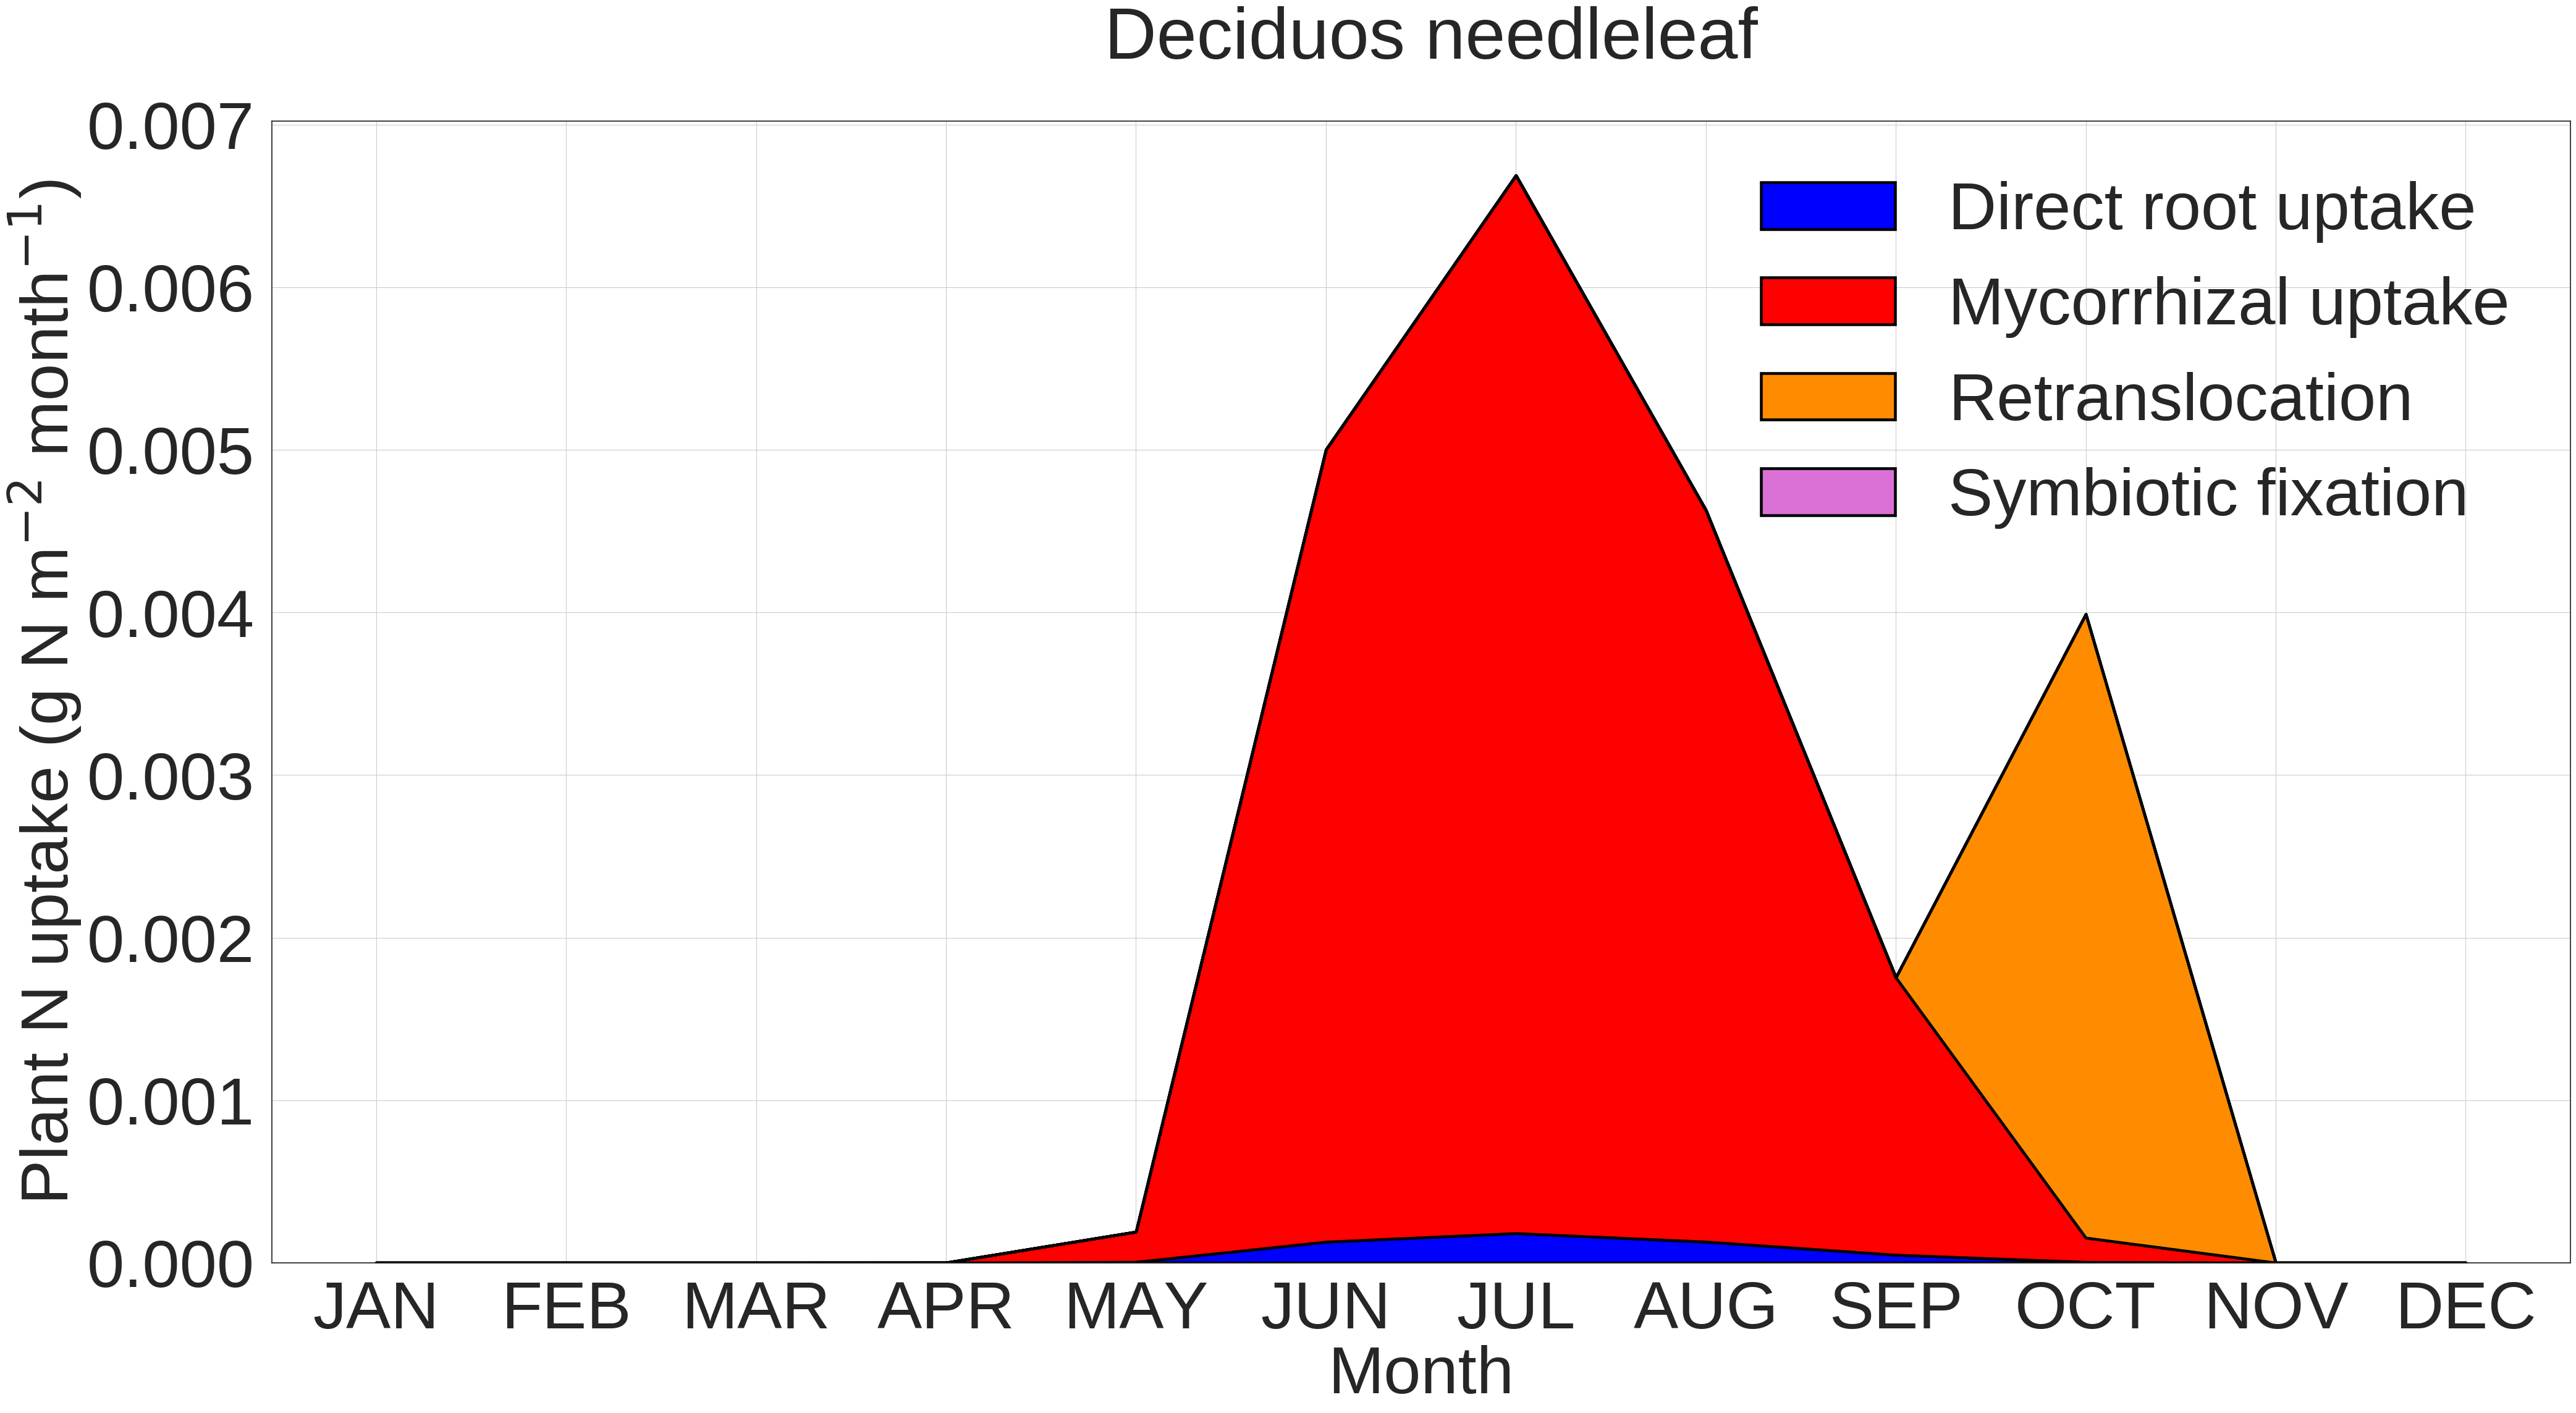 Deciduos needleleaf
Plant N uptake (g N m⁻² month⁻¹)
0.007
0.006
0.005
0.004
0.003
0.002
0.001
0.000
Direct root uptake
Mycorrhizal uptake
Retranslocation
Symbiotic fixation
JAN FEB MAR APR MAY JUN JUL AUG SEP OCT NOV DEC
Month